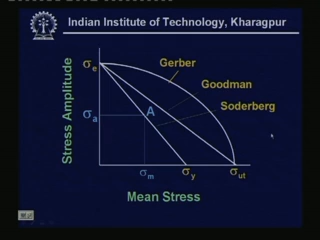 Indian Institute of Technology, Kharagpur
σe
Gerber
Goodman
Soderberg
σa
A
Stress Amplitude
σm
σy
σut
Mean Stress